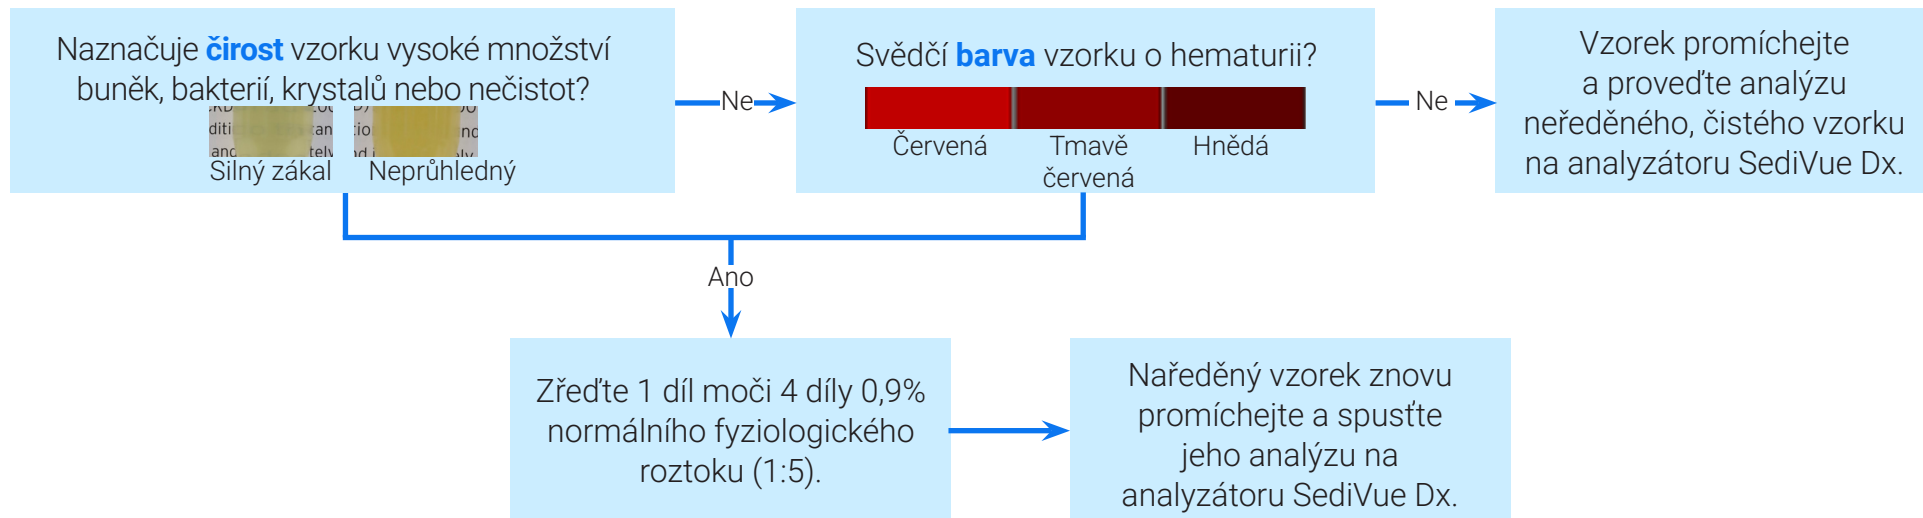 Naznačuje čirost vzorku vysoké množství
buněk, bakterií, krystalů nebo nečistot?
Silný zákal
Neprůhledný
Ne
Svědčí barva vzorku o hematurii?
Červená
Tmavě
červená
Hnědá
Ne
Vzorek promíchejte
a proveďte analýzu
neředěného, čistého vzorku
na analyzátoru SediVue Dx.
Ano
Zřeďte 1 díl moči 4 díly 0,9%
normálního fyziologického
roztoku (1:5).
Naředěný vzorek znovu
promíchejte a spusťte
jeho analýzu na
analyzátoru SediVue Dx.